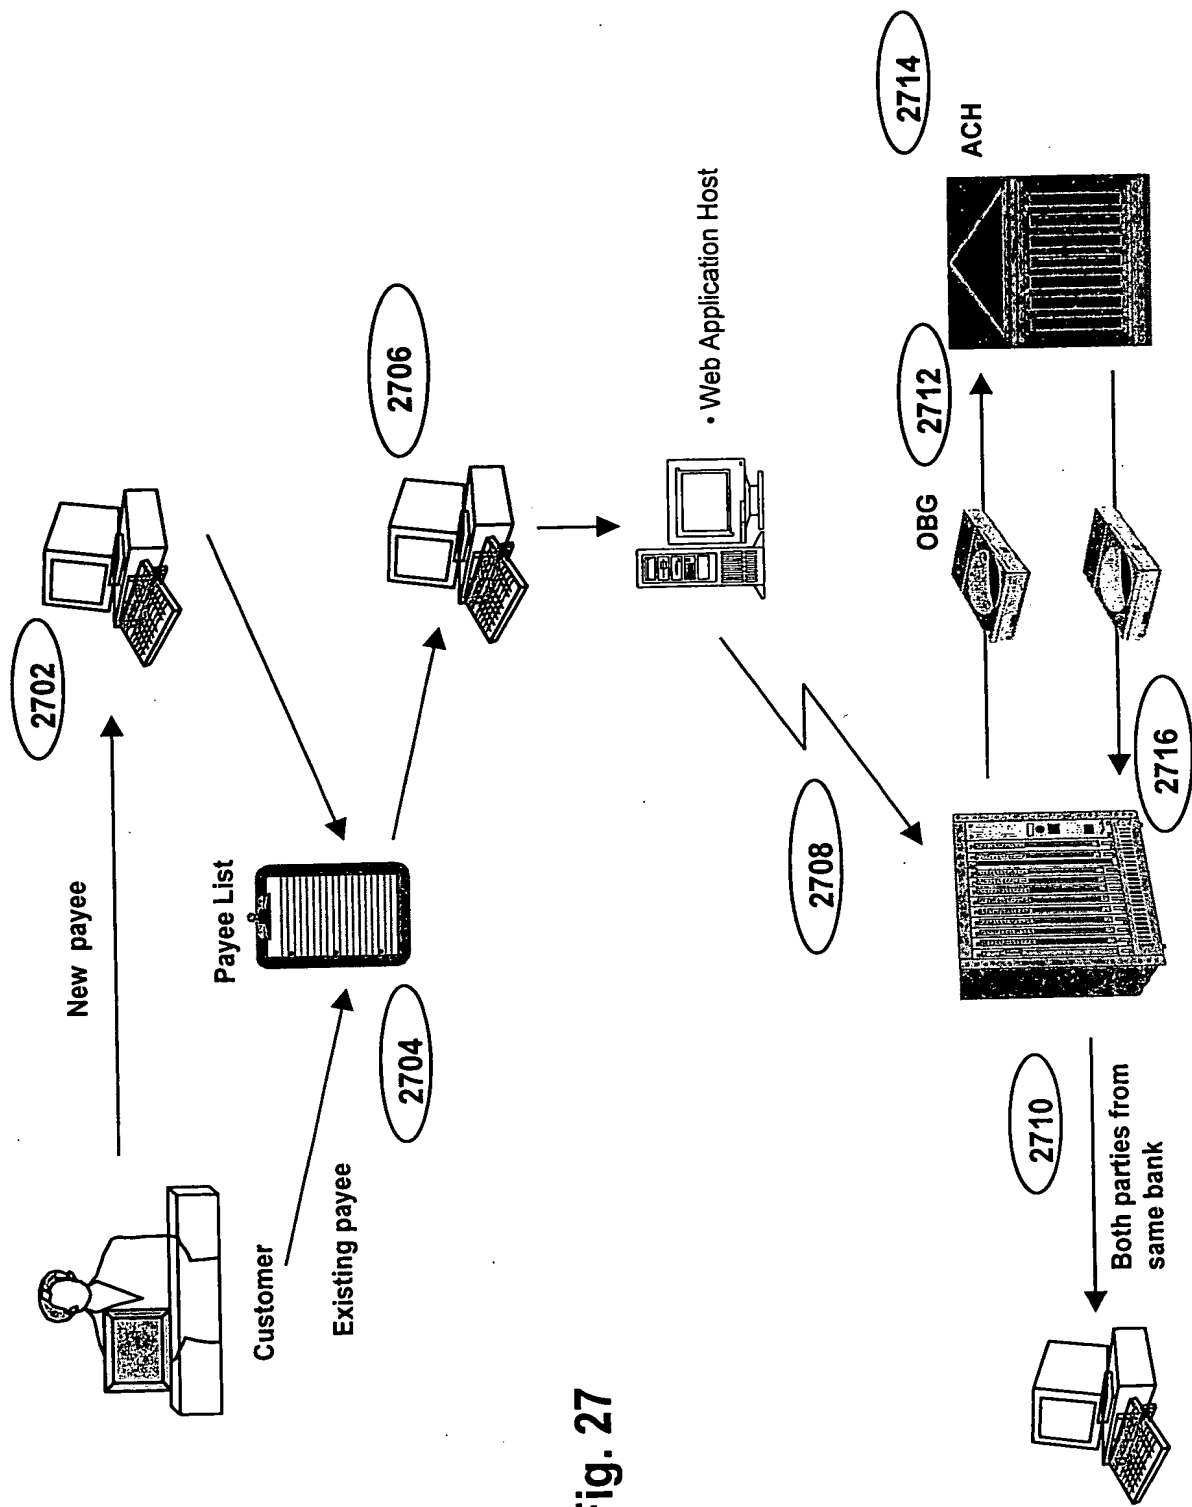 2702
New payee
Customer
Existing payee
Payee List
2704
2706
• Web Application Host
2708
2710
Both parties from
same bank
OBG
2712
ACH
2714
2716
ig. 27